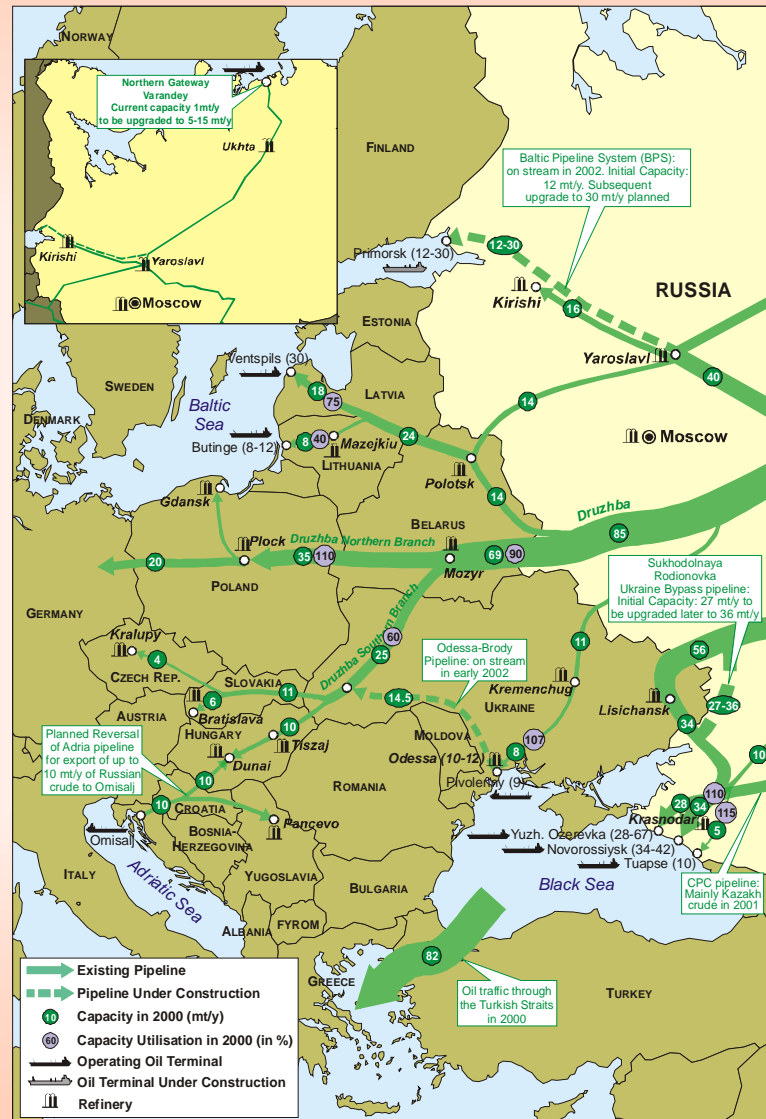 NORWAY
Northern Gateway
Varandey
Current capacity 1mt/y
to be upgraded to 5-15 mt/y
Ukhta
Kirishi
Yaroslavl
Moscow
FINLAND
Baltic Pipeline System (BPS):
on stream in 2002. Initial Capacity:
12 mt/y. Subsequent
upgrade to 30 mt/y planned
Primorsk (12-30)
12-30
Kirishi
16
RUSSIA
ESTONIA
Yaroslavl
40
Ventspils (30)
SWEDEN
LATVIA
18
75
14
Baltic
Sea
DENMARK
24
Moscow
Butinge (8-12)
8
40
Mazejkiu
LITHUANIA
Polotsk
Gdansk
14
BELARUS
Druzhba
85
Plock
Druzhba Northern Branch
20
35
110
69
90
Mozyr
POLAND
Sukhodolnaya
Rodionovka
Ukraine Bypass pipeline:
Initial Capacity: 27 mt/y to
be upgraded later to 36 mt/y
GERMANY
Druzhba Southern Branch
60
25
Odessa-Brody
Pipeline: on stream
in early 2002
11
56
Kralupy
4
CZECH REP.
SLOVAKIA
11
6
Bratislava
14.5
Kremenchug
UKRAINE
Lisichansk
27-36
34
AUSTRIA
HUNGARY
10
Tiszaj
MOLDOVA
107
8
Planned Reversal
of Adria pipeline
for export of up to
10 mt/y of Russian
crude to Omisalj
Dunai
Odessa (10-12)
Pivolenny (9)
10
10
ROMANIA
10
CROATIA
Omisalj
Pancevo
BOSNIA-
HERZEGOVINA
110
28
34
115
Krasnodar
5
Yuzh. Ozerevka (28-67)
Novorossiysk (34-42)
Tuapse (10)
ITALY
Adriatic Sea
YUGOSLAVIA
BULGARIA
Black Sea
CPC pipeline:
Mainly Kazakh
crude in 2001
ALBANIA
FYROM
82
GREECE
Oil traffic through
the Turkish Straits
in 2000
TURKEY
Existing Pipeline
Pipeline Under Construction
10
Capacity in 2000 (mt/y)
60
Capacity Utilisation in 2000 (in %)
Operating Oil Terminal
Oil Terminal Under Construction
Refinery